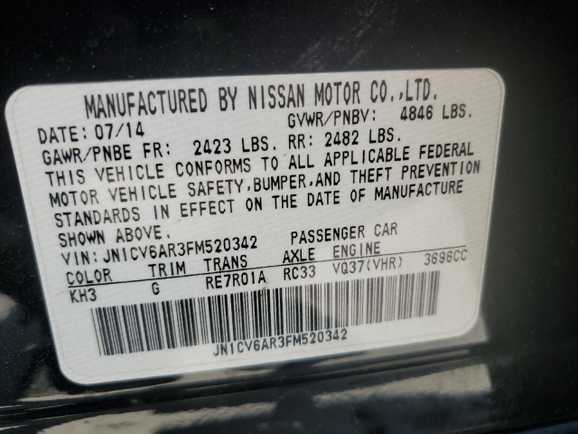 MANUFACTURED BY NISSAN MOTOR CO.,LTD.
DATE: 07/14 GVWR/PNBV: 4846 LBS.
GAWR/PNBE FR: 2423 LBS. RR: 2482 LBS.
THIS VEHICLE CONFORMS TO ALL APPLICABLE FEDERAL
MOTOR VEHICLE SAFETY,BUMPER,AND THEFT PREVENTION
STANDARDS IN EFFECT ON THE DATE OF MANUFACTURE
SHOWN ABOVE.
VIN: JN1CV6AR3FM520342 PASSENGER CAR
COLOR TRIM TRANS AXLE ENGINE
KH3 G RE7R01A RC33 VQ37(VHR) 3696CC
JN1CV6AR3FM520342